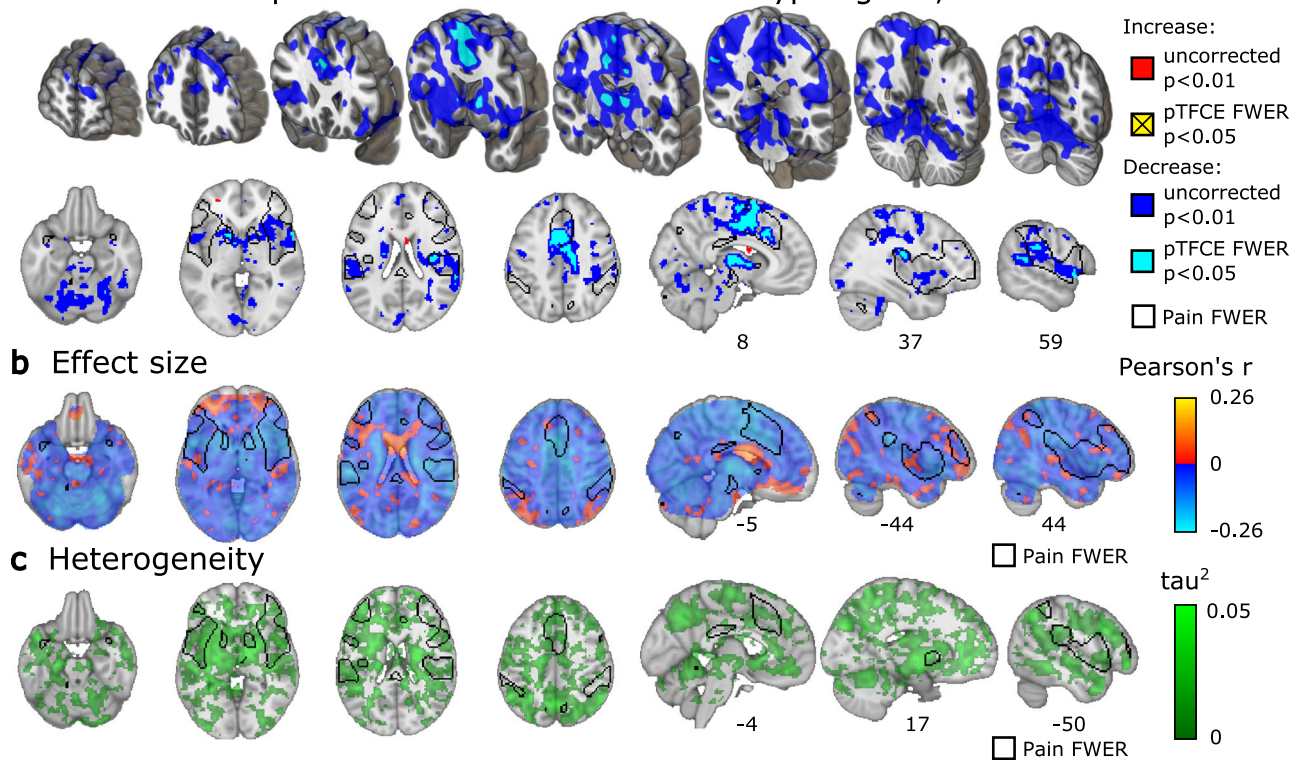 Increase:
uncorrected
p<0.01
pTFCE FWER
p<0.05
Decrease:
uncorrected
p<0.01
pTFCE FWER
p<0.05
Pain FWER
8
37
59
b Effect size
Pearson's r
0.26
0
-0.26
-5
-44
44
Pain FWER
c Heterogeneity
tau²
0.05
0
-4
17
-50
Pain FWER